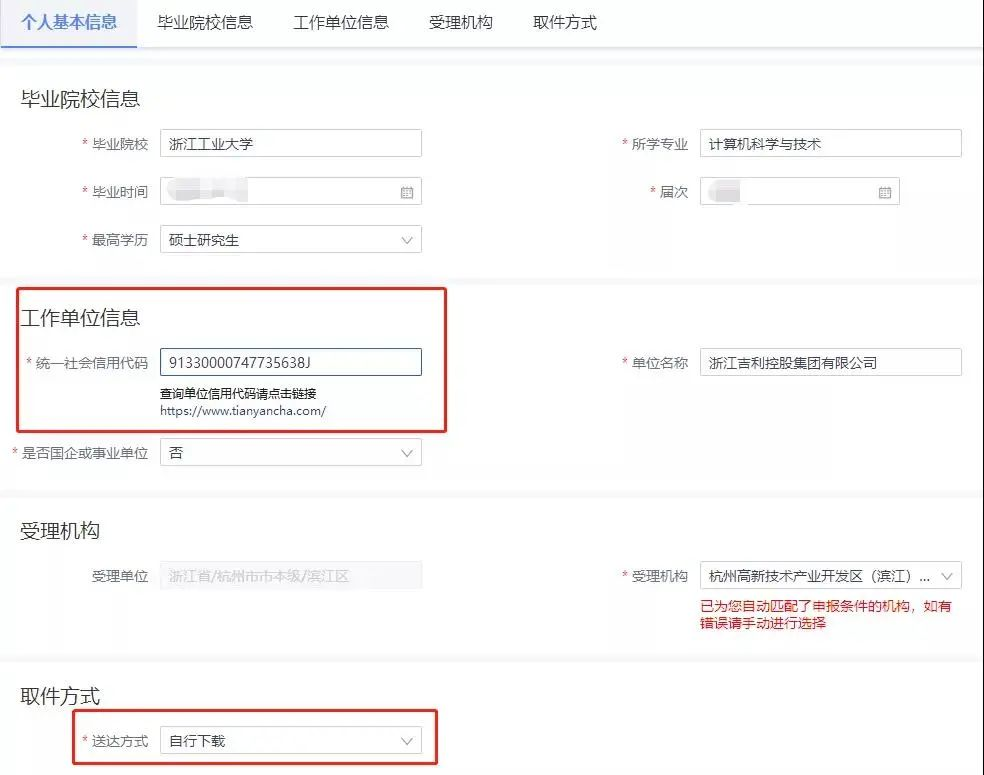 个人基本信息 毕业院校信息 工作单位信息 受理机构 取件方式
毕业院校信息
* 毕业院校 浙江工业大学 * 所学专业 计算机科学与技术
* 毕业时间 * 届次
* 最高学历 硕士研究生
工作单位信息
* 统一社会信用代码 91330000747735638J * 单位名称 浙江吉利控股集团有限公司
查询单位信用代码请点击链接
https://www.tianyancha.com/
* 是否国企或事业单位 否
受理机构
受理单位 浙江省/杭州市市本级/滨江区 * 受理机构 杭州高新技术产业开发区（滨江）...
已为您自动匹配了申报条件的机构，如有
错误请手动进行选择
取件方式
* 送达方式 自行下载